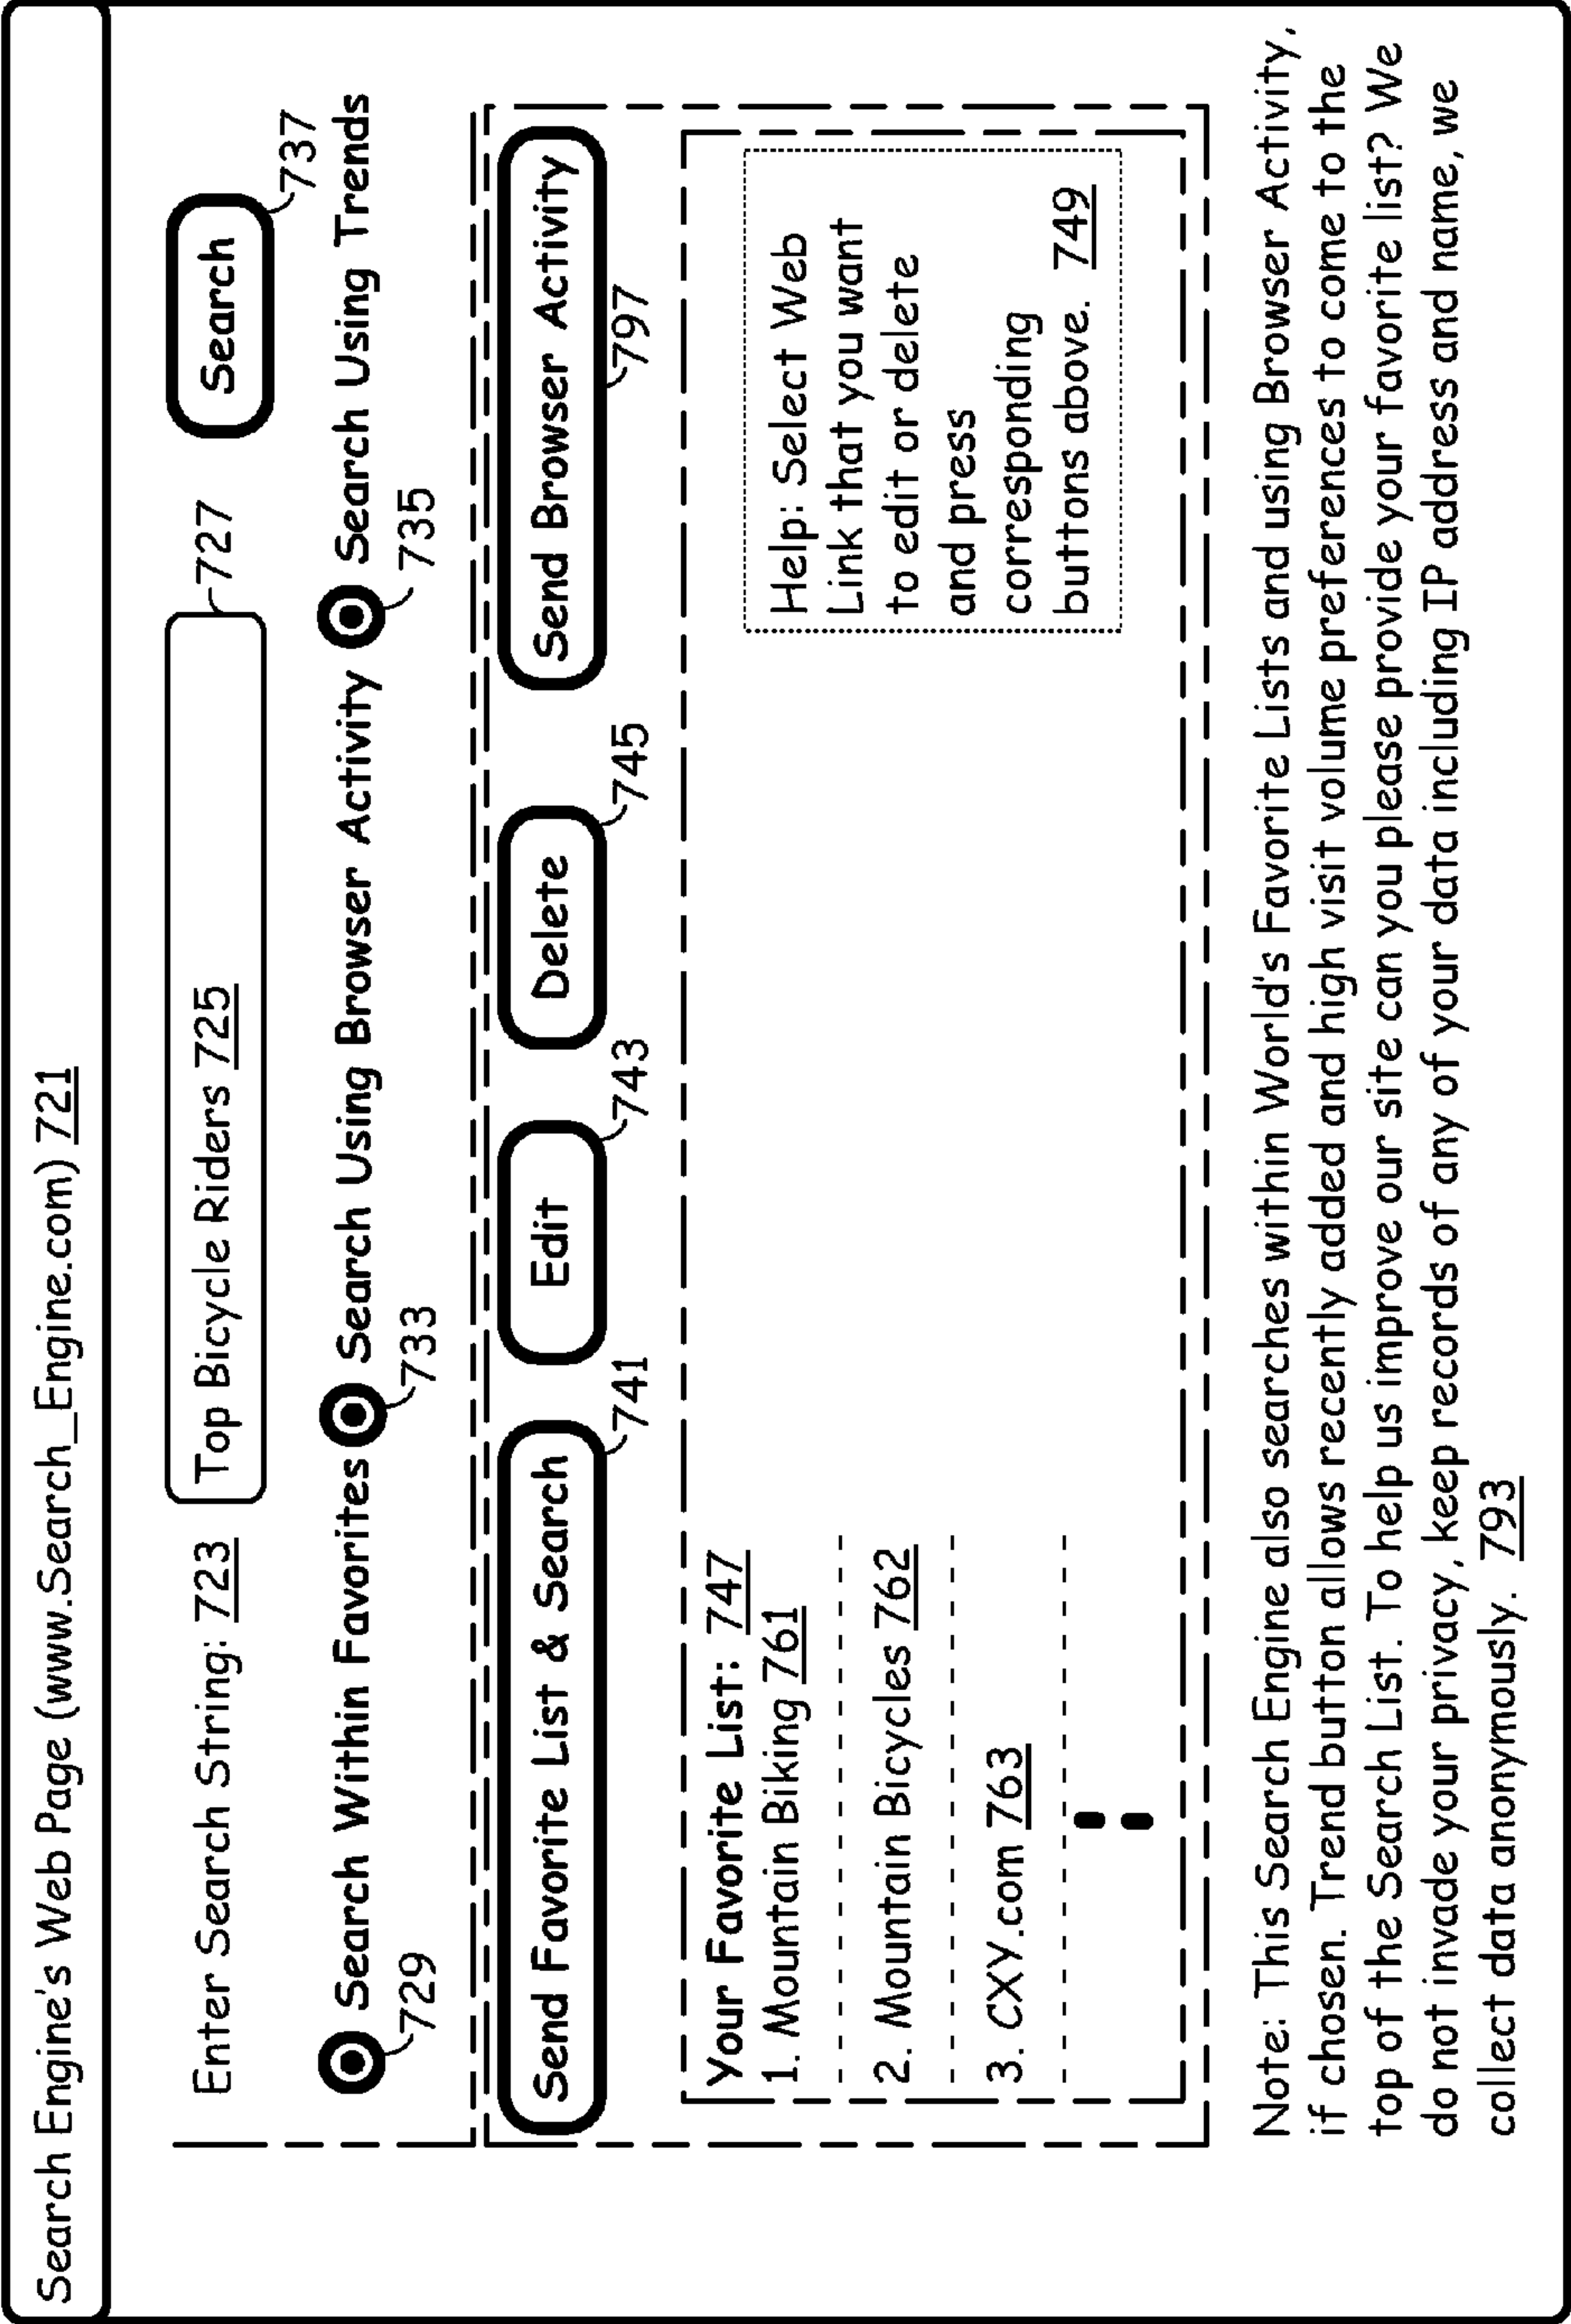 Search Engine's Web Page (www.Search_Engine.com) 721
Enter Search String: 723
Top Bicycle Riders 725
727
Search
737
Search Within Favorites
729
Search Using Browser Activity
733
Search Using Trends
735
Send Favorite List & Search
741
Edit
743
Delete
745
Send Browser Activity
797
Your Favorite List: 747
1. Mountain Biking 761
2. Mountain Bicycles 762
3. CXY.com 763
Help: Select Web
Link that you want
to edit or delete
and press
corresponding
buttons above. 749
Note: This Search Engine also searches within World's Favorite Lists and using Browser Activity,
if chosen. Trend button allows recently added and high visit volume preferences to come to the
top of the Search List. To help us improve our site can you please provide your favorite list? We
do not invade your privacy, keep records of any of your data including IP address and name, we
collect data anonymously. 793